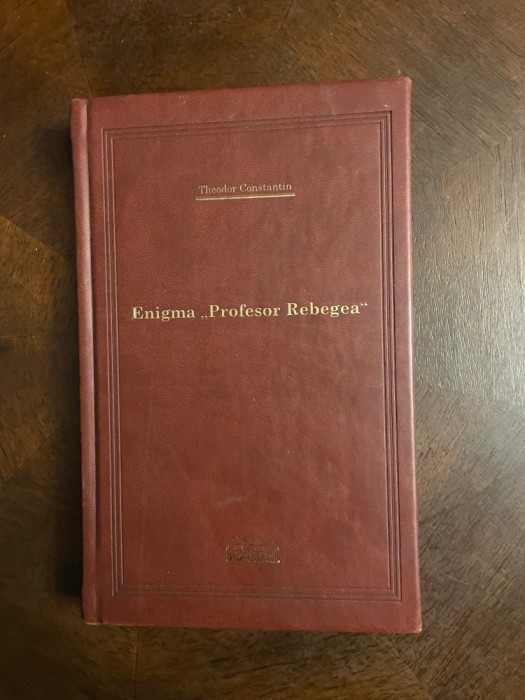 Theodor Constantin
Enigma „Profesor Rebegea“